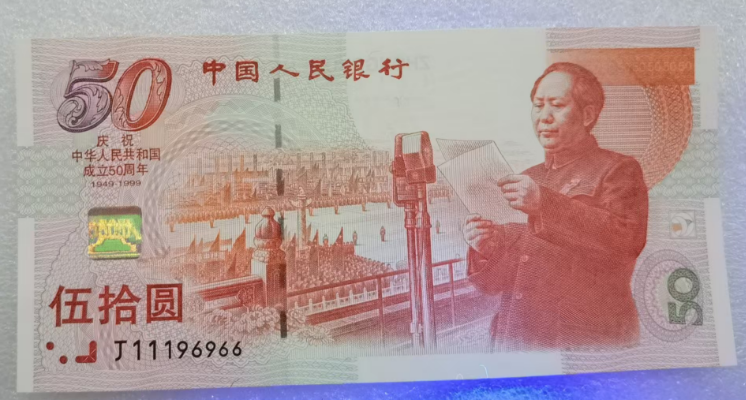 50
中国人民银行
庆祝
中华人民共和国
成立50周年
1949-1999
伍拾圆
J11196966
50